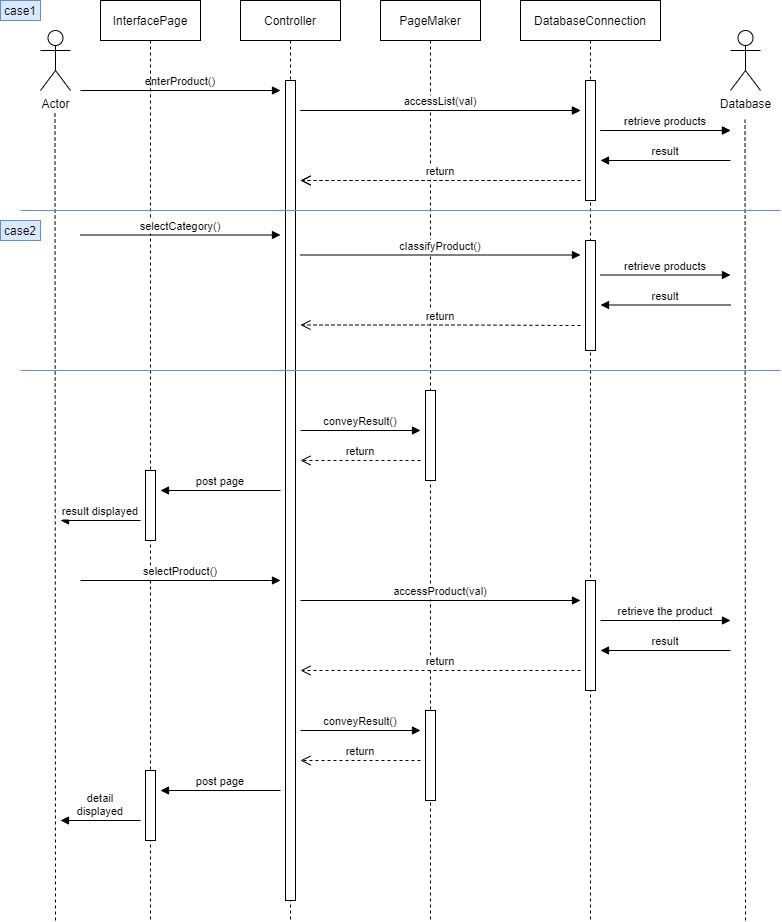 case1
InterfacePage
Controller
PageMaker
DatabaseConnection
Actor
Database
enterProduct()
accessList(val)
retrieve products
result
return
case2
selectCategory()
classifyProduct()
retrieve products
result
return
conveyResult()
return
post page
result displayed
selectProduct()
accessProduct(val)
retrieve the product
result
return
conveyResult()
return
post page
detail
displayed